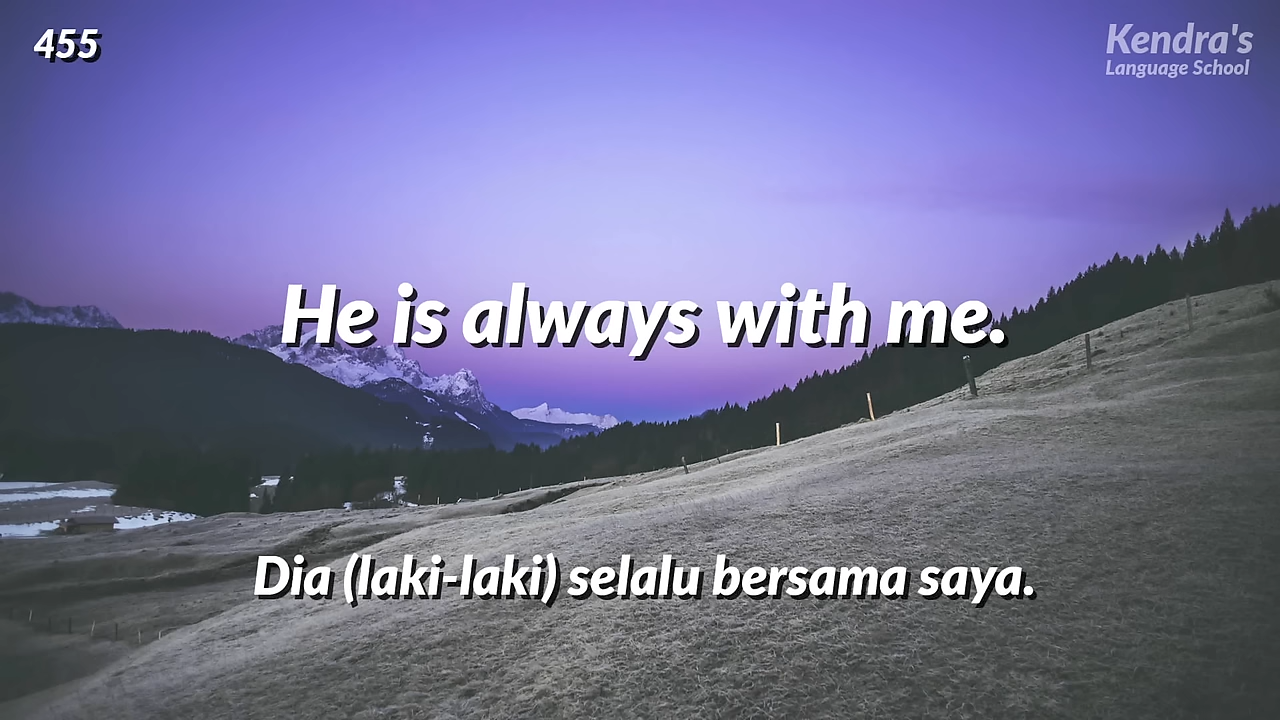 455
Kendra's
Language School
He is always with me.
Dia (laki-laki) selalu bersama saya.